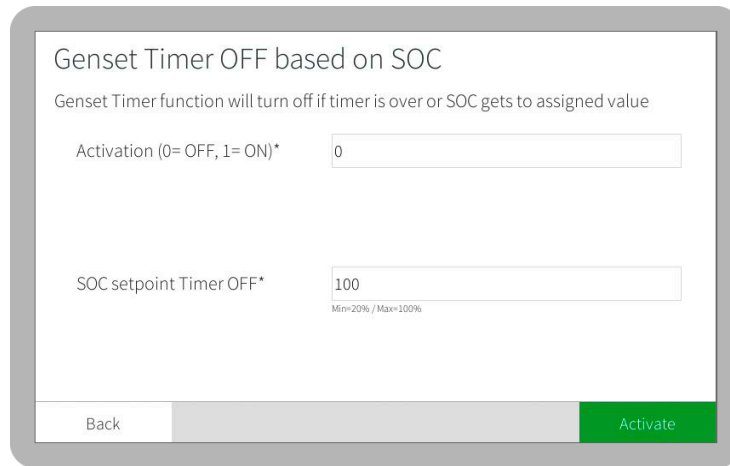 Genset Timer OFF based on SOC
Genset Timer function will turn off if timer is over or SOC gets to assigned value
Activation (0= OFF, 1= ON)*
0
SOC setpoint Timer OFF*
100
Min=20% / Max=100%
Back
Activate